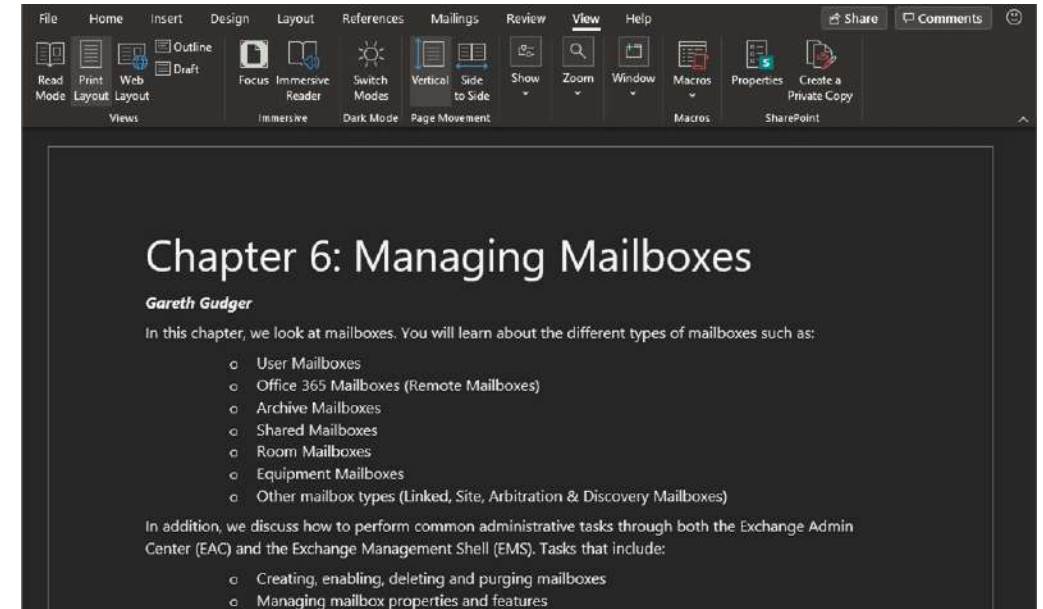 File Home Insert Design Layout References Mailings Review View Help Share Comments
Outline
Draft
Read Mode Print Layout Web Layout Focus Immersive Reader Switch Modes Vertical Side to Side Show Zoom Window Macros Properties Create a Private Copy
Views Immersive Dark Mode Page Movement Macros SharePoint
Chapter 6: Managing Mailboxes
Gareth Gudger
In this chapter, we look at mailboxes. You will learn about the different types of mailboxes such as:
o User Mailboxes
o Office 365 Mailboxes (Remote Mailboxes)
o Archive Mailboxes
o Shared Mailboxes
o Room Mailboxes
o Equipment Mailboxes
o Other mailbox types (Linked, Site, Arbitration & Discovery Mailboxes)
In addition, we discuss how to perform common administrative tasks through both the Exchange Admin
Center (EAC) and the Exchange Management Shell (EMS). Tasks that include:
o Creating, enabling, deleting and purging mailboxes
o Managing mailbox properties and features